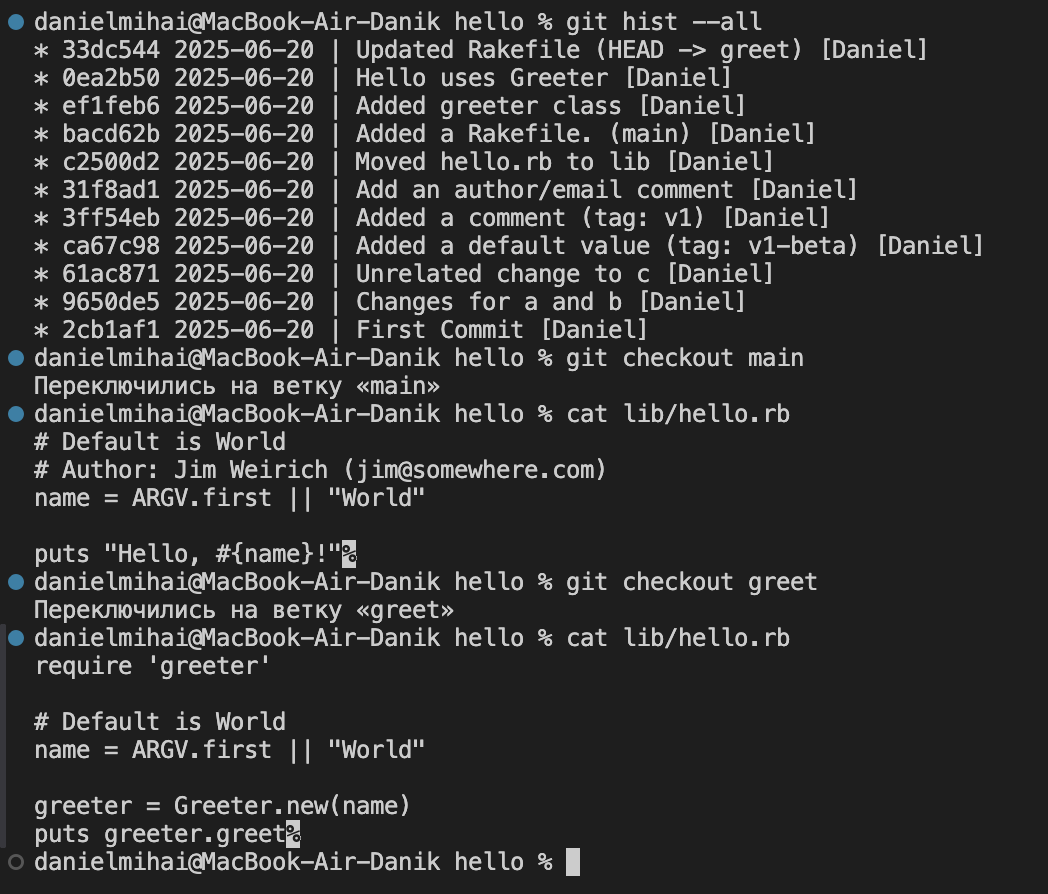 danielmihai@MacBook-Air-Danik hello % git hist --all
* 33dc544 2025-06-20 | Updated Rakefile (HEAD -> greet) [Daniel]
* 0ea2b50 2025-06-20 | Hello uses Greeter [Daniel]
* ef1feb6 2025-06-20 | Added greeter class [Daniel]
* bacd62b 2025-06-20 | Added a Rakefile. (main) [Daniel]
* c2500d2 2025-06-20 | Moved hello.rb to lib [Daniel]
* 31f8ad1 2025-06-20 | Add an author/email comment [Daniel]
* 3ff54eb 2025-06-20 | Added a comment (tag: v1) [Daniel]
* ca67c98 2025-06-20 | Added a default value (tag: v1-beta) [Daniel]
* 61ac871 2025-06-20 | Unrelated change to c [Daniel]
* 9650de5 2025-06-20 | Changes for a and b [Daniel]
* 2cb1af1 2025-06-20 | First Commit [Daniel]
danielmihai@MacBook-Air-Danik hello % git checkout main
Переключились на ветку «main»
danielmihai@MacBook-Air-Danik hello % cat lib/hello.rb
# Default is World
# Author: Jim Weirich (jim@somewhere.com)
name = ARGV.first || "World"
puts "Hello, #{name}!"%
danielmihai@MacBook-Air-Danik hello % git checkout greet
Переключились на ветку «greet»
danielmihai@MacBook-Air-Danik hello % cat lib/hello.rb
require 'greeter'
# Default is World
name = ARGV.first || "World"
greeter = Greeter.new(name)
puts greeter.greet%
danielmihai@MacBook-Air-Danik hello %